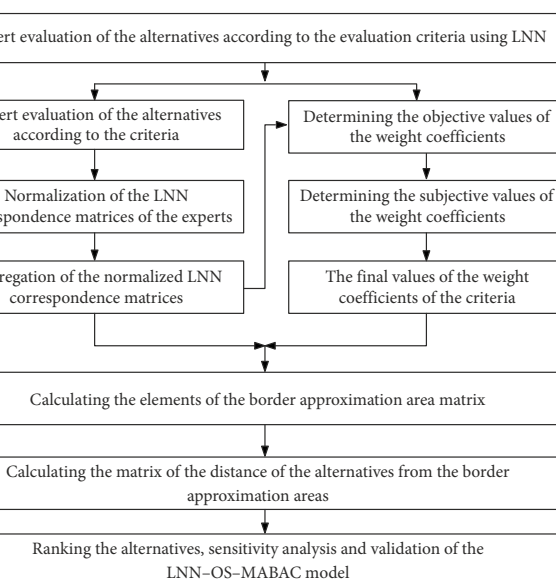 ert evaluation of the alternatives according to the evaluation criteria using LNN
ert evaluation of the alternatives
according to the criteria
Normalization of the LNN
spondence matrices of the experts
regation of the normalized LNN
correspondence matrices
Determining the objective values of
the weight coefficients
Determining the subjective values of
the weight coefficients
The final values of the weight
coefficients of the criteria
Calculating the elements of the border approximation area matrix
Calculating the matrix of the distance of the alternatives from the border
approximation areas
Ranking the alternatives, sensitivity analysis and validation of the
LNN–OS–MABAC model